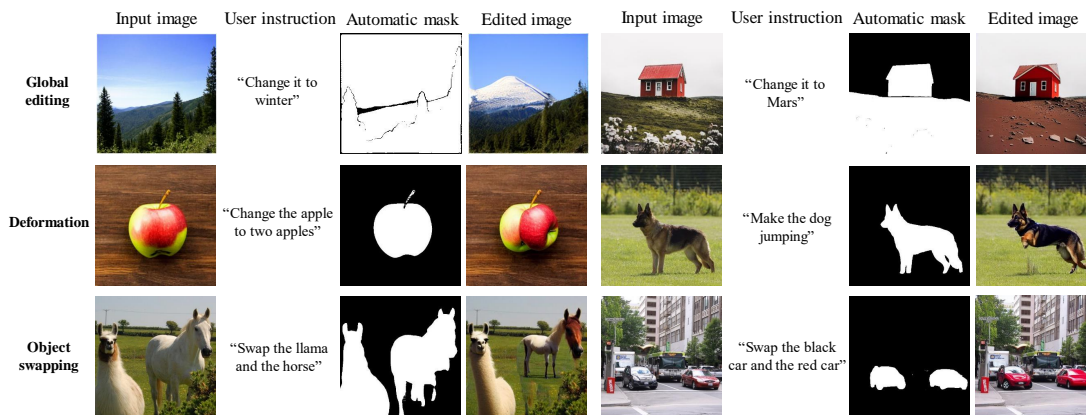 Input image User instruction Automatic mask Edited image Input image User instruction Automatic mask Edited image
Global
editing
“Change it to
winter”
“Change it to
Mars”
Deformation
“Change the apple
to two apples”
“Make the dog
jumping”
Object
swapping
“Swap the llama
and the horse”
“Swap the black
car and the red car”